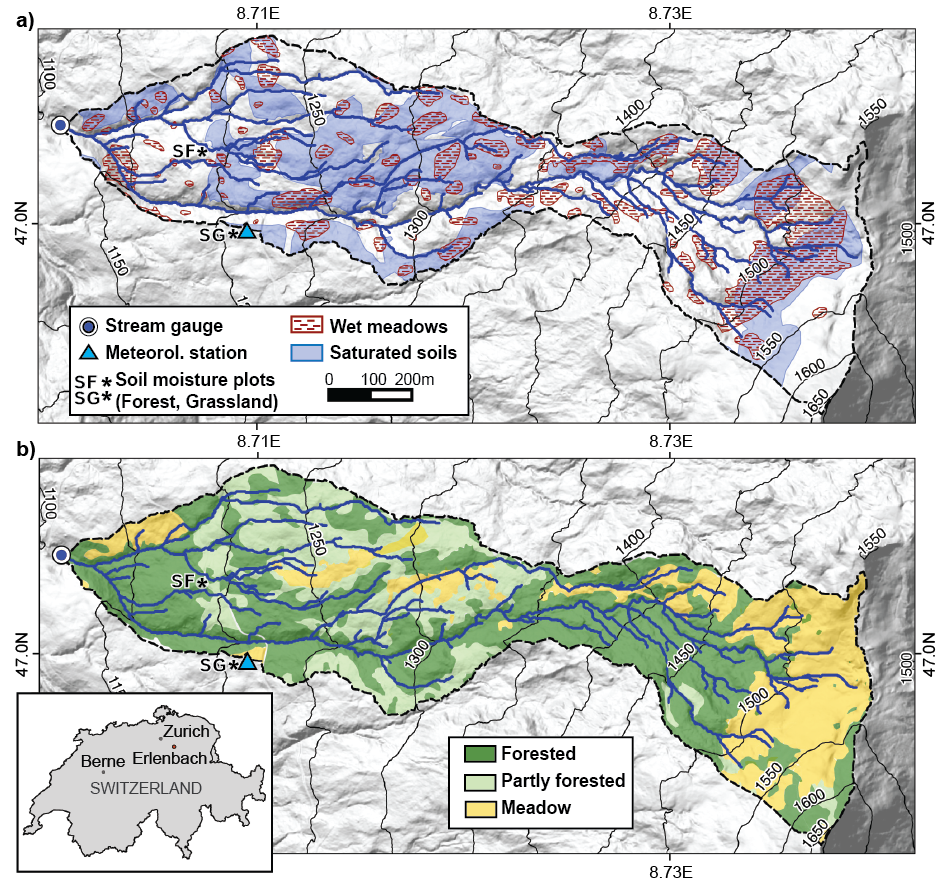 a)
8.71E
8.73E
1100
1250
1400
1550
SF*
47.0N
SG*
1300
1450
1500
47.0N
1150
1500
1550
1600
1650
Stream gauge
Wet meadows
Meteorol. station
Saturated soils
SF* Soil moisture plots
SG* (Forest, Grassland)
0 100 200m
b)
8.71E
8.73E
1100
1250
1400
1550
SF*
47.0N
SG*
1300
1450
1500
47.0N
1500
1550
1600
1650
Zurich
Berne Erlenbach
SWITZERLAND
Forested
Partly forested
Meadow
8.73E